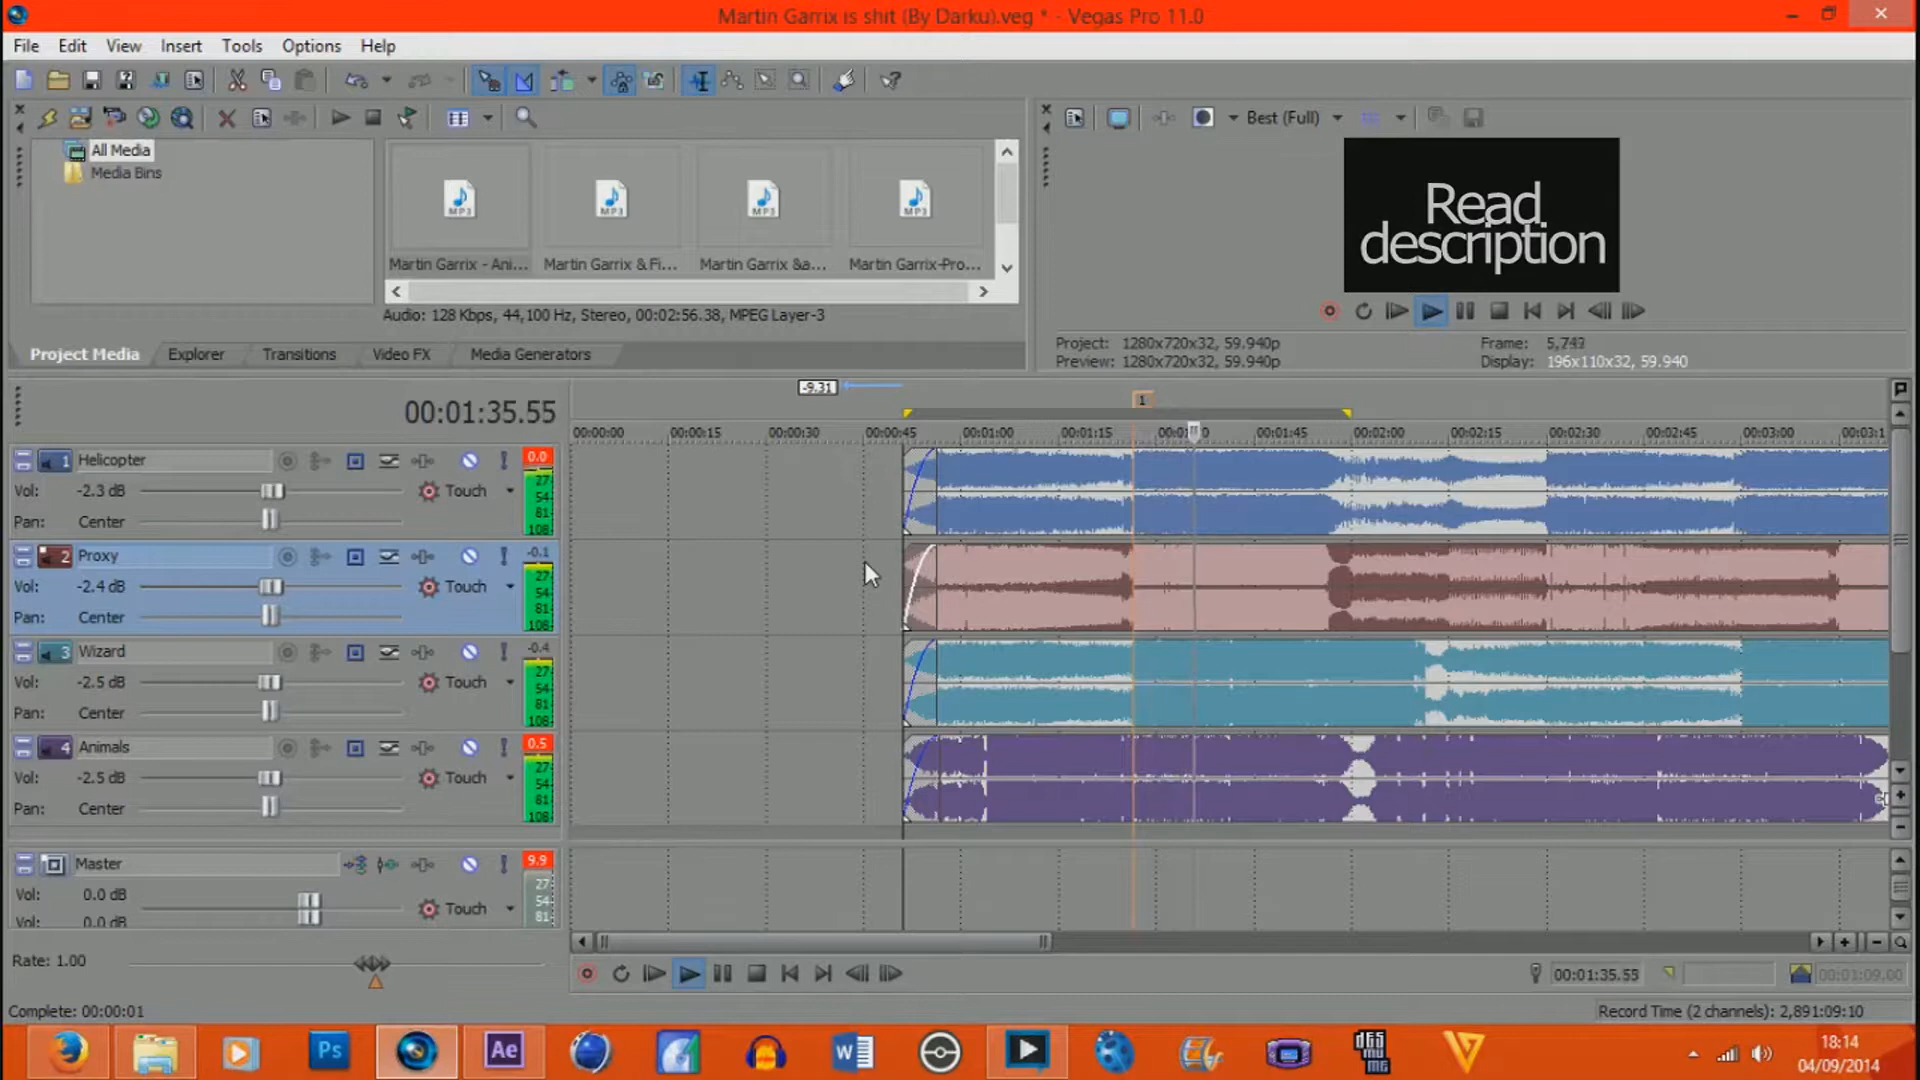 Martin Garrix is shit (By Darku).veg * - Vegas Pro 11.0
File Edit View Insert Tools Options Help
All Media
Media Bins
MP3 MP3 MP3 MP3
Martin Garrix - Ani... Martin Garrix & Fi... Martin Garrix &a... Martin Garrix-Pro...
Audio: 128 Kbps, 44,100 Hz, Stereo, 00:02:56.38, MPEG Layer-3
Project Media Explorer Transitions Video FX Media Generators
Best (Full)
Read
description
Project: 1280x720x32, 59.940p Frame: 5,743
Preview: 1280x720x32, 59.940p Display: 196x110x32, 59.940
-9.31
1
00:01:35.55
00:00:00 00:00:15 00:00:30 00:00:45 00:01:00 00:01:15 00:01:45 00:02:00 00:02:15 00:02:30 00:02:45 00:03:00 00:03:1
1 Helicopter 0.0
Vol: -2.3 dB Touch
Pan: Center
27 54 81 108
2 Proxy -0.1
Vol: -2.4 dB Touch
Pan: Center
27 54 81 108
3 Wizard -0.4
Vol: -2.5 dB Touch
Pan: Center
27 54 81 108
4 Animals 0.5
Vol: -2.5 dB Touch
Pan: Center
27 54 81 108
Master 9.9
Vol: 0.0 dB Touch
Vol: 0.0 dB
27 54 81
Rate: 1.00
00:01:35.55 00:01:09.00
Complete: 00:00:01 Record Time (2 channels): 2,891:09:10
Ps Ae W
18:14
04/09/2014